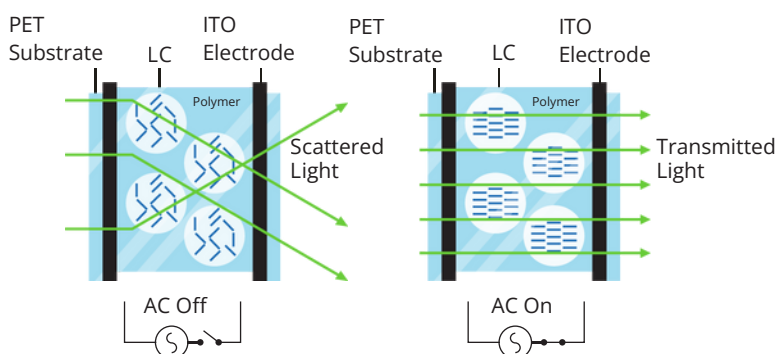 PET
Substrate
LC
ITO
Electrode
Polymer
Scattered
Light
AC Off
PET
Substrate
LC
ITO
Electrode
Polymer
Transmitted
Light
AC On